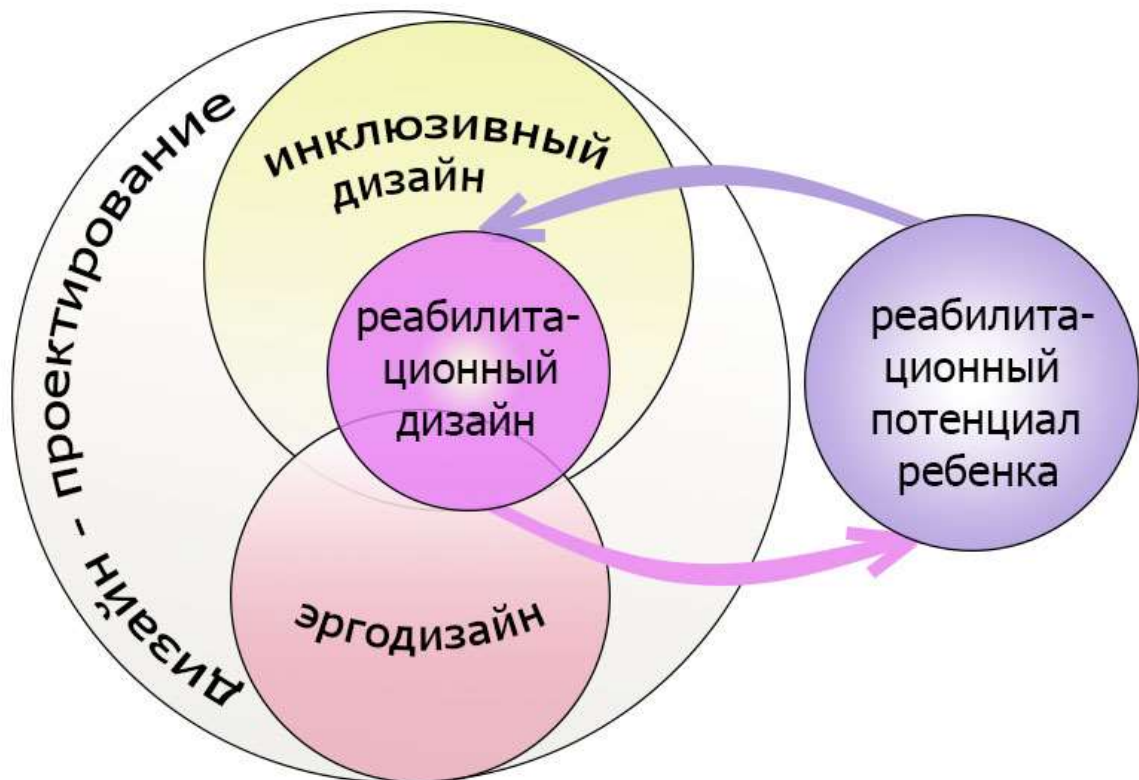 дизайн - проектирование
инклюзивный
дизайн
реабилита-
ционный
дизайн
эргодизайн
реабилита-
ционный
потенциал
ребенка